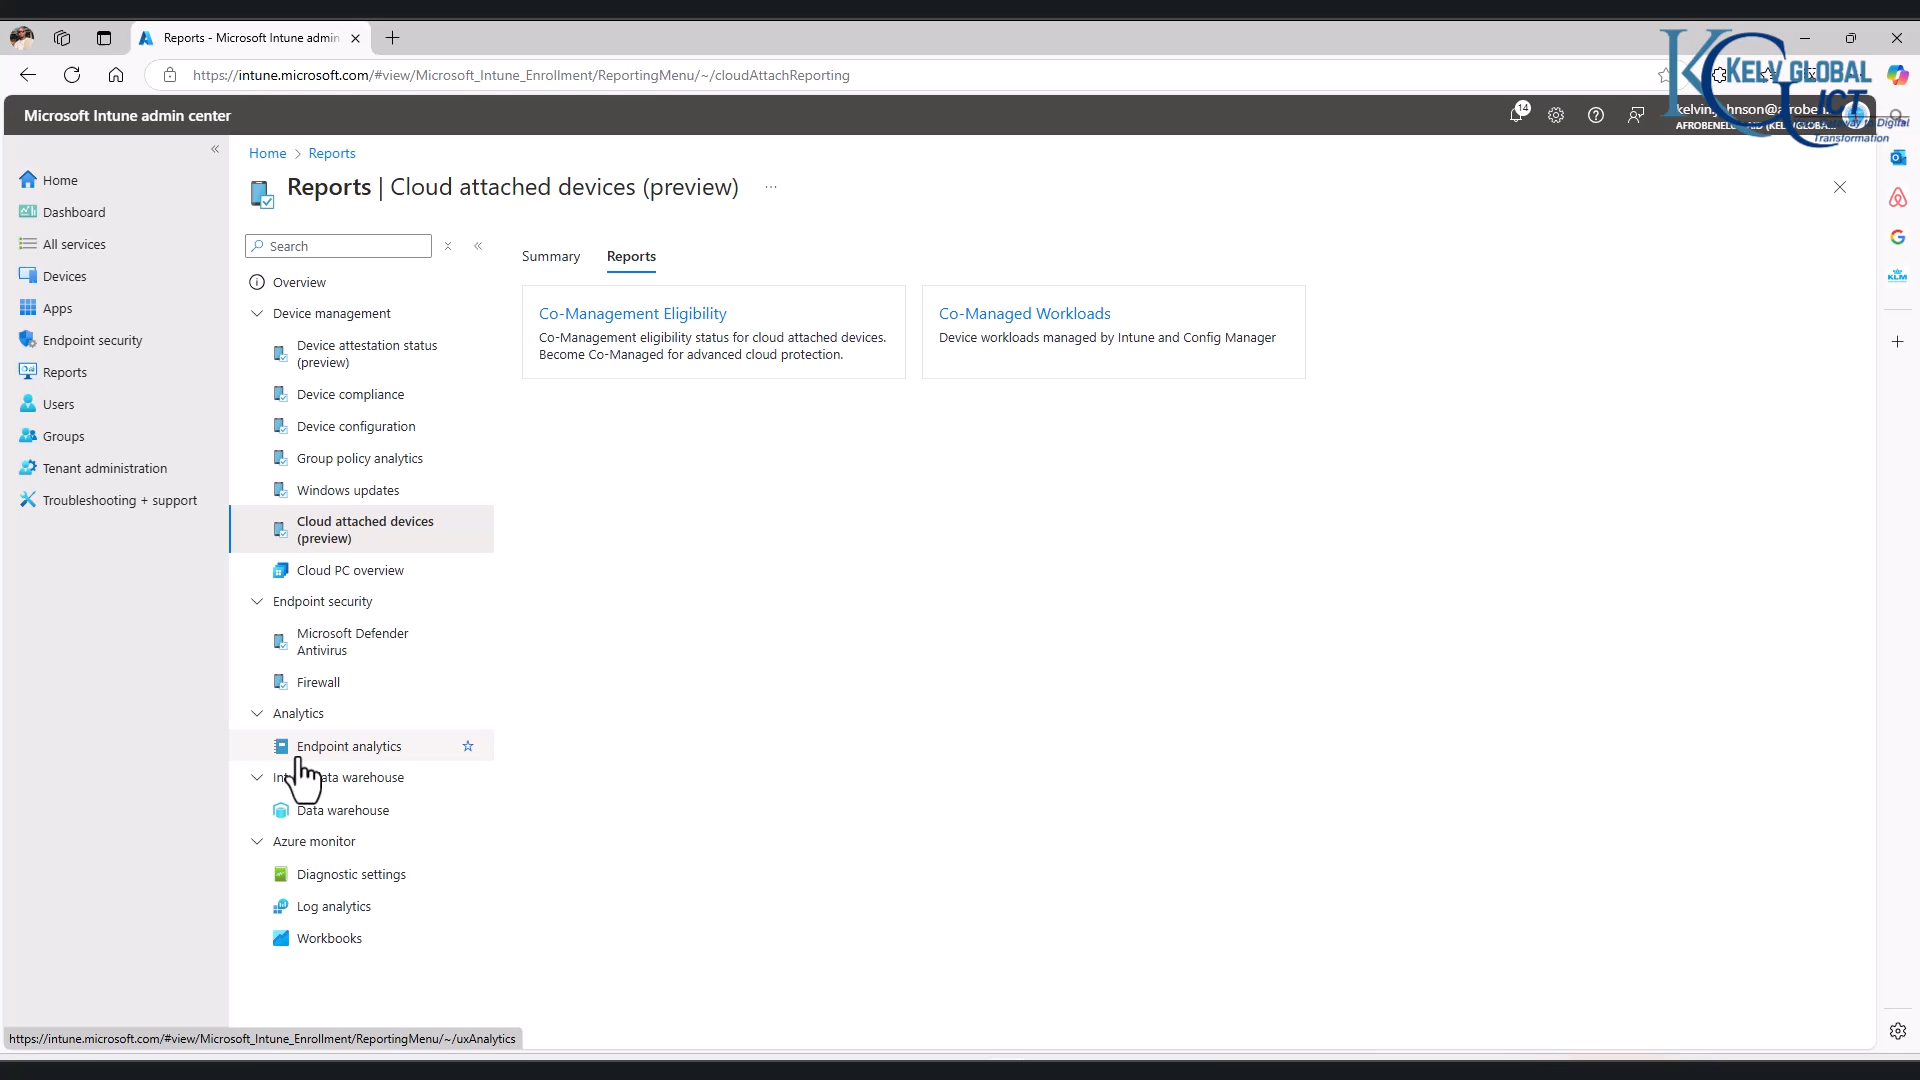 Reports - Microsoft Intune admin
https://intune.microsoft.com/#view/Microsoft_Intune_Enrollment/ReportingMenu/~/cloudAttachReporting
KELV GLOBAL
ICT
Gateway to Digital
Transformation
Microsoft Intune admin center
14
Home > Reports
Reports | Cloud attached devices (preview)
...
Home
Dashboard
All services
Devices
Apps
Endpoint security
Reports
Users
Groups
Tenant administration
Troubleshooting + support
Search
Overview
Device management
Device attestation status
(preview)
Device compliance
Device configuration
Group policy analytics
Windows updates
Cloud attached devices
(preview)
Cloud PC overview
Endpoint security
Microsoft Defender
Antivirus
Firewall
Analytics
Endpoint analytics
data warehouse
Data warehouse
Azure monitor
Diagnostic settings
Log analytics
Workbooks
Summary
Reports
Co-Management Eligibility
Co-Management eligibility status for cloud attached devices.
Become Co-Managed for advanced cloud protection.
Co-Managed Workloads
Device workloads managed by Intune and Config Manager
KLM
https://intune.microsoft.com/#view/Microsoft_Intune_Enrollment/ReportingMenu/~/uxAnalytics